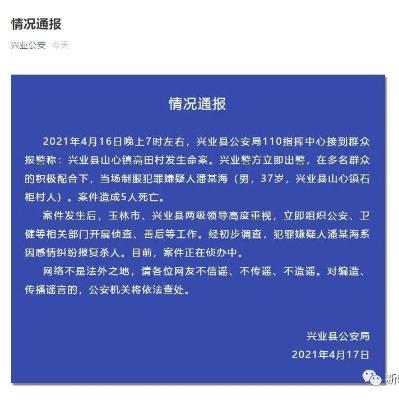 情况通报
兴业公安 今天
情况通报
2021年4月16日晚上7时左右，兴业县公安局110指挥中心接到群众
报警称：兴业县山心镇高田村发生命案。兴业警方立即出警，在多名群众
的积极配合下，当场制服犯罪嫌疑人潘某海（男，37岁，兴业县山心镇石
柜村人）。案件造成5人死亡。
案件发生后，玉林市、兴业县两级领导高度重视，立即组织公安、卫
健等相关部门开展侦查、善后等工作。经初步调查，犯罪嫌疑人潘某海系
因感情纠纷报复杀人。目前，案件正在侦办中。
网络不是法外之地，请各位网友不信谣、不传谣、不造谣。对编造、
传播谣言的，公安机关将依法查处。
兴业县公安局
2021年4月17日